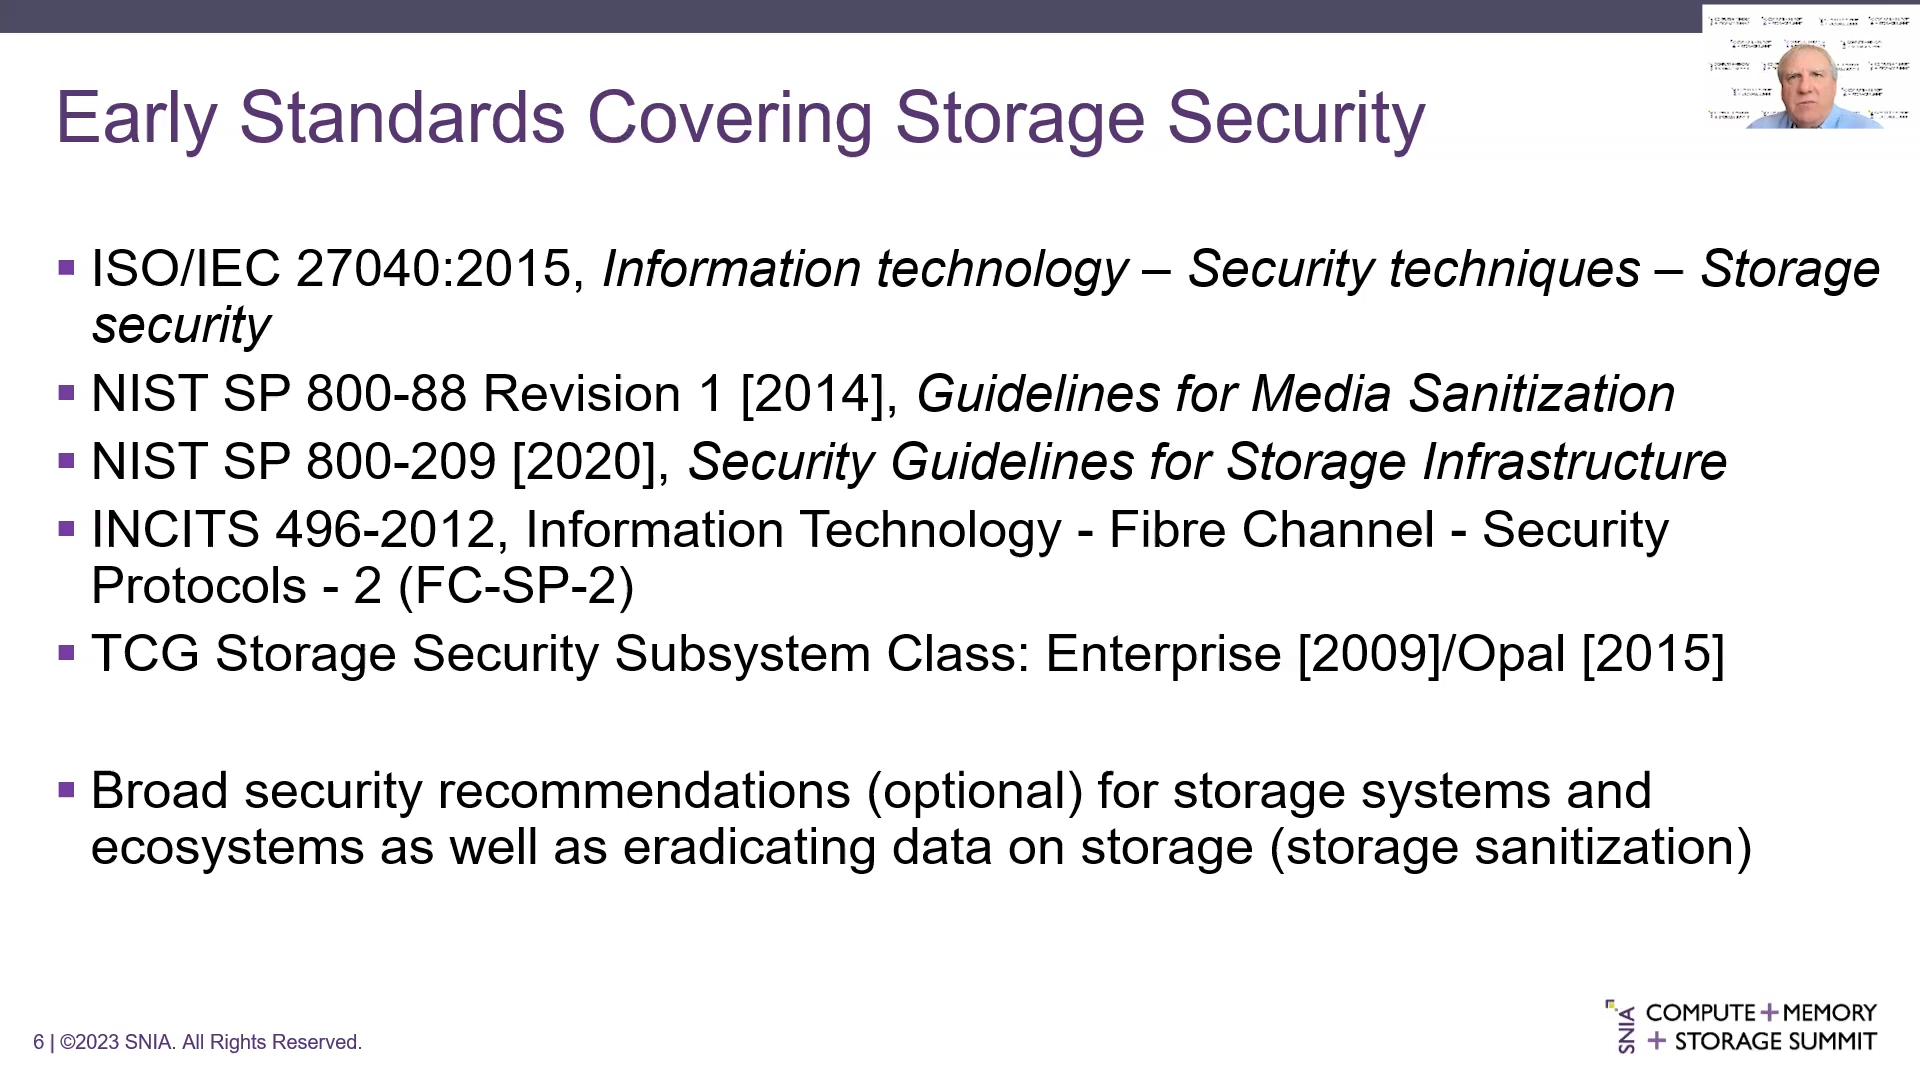 Early Standards Covering Storage Security
▪ ISO/IEC 27040:2015, Information technology – Security techniques – Storage
security
▪ NIST SP 800-88 Revision 1 [2014], Guidelines for Media Sanitization
▪ NIST SP 800-209 [2020], Security Guidelines for Storage Infrastructure
▪ INCITS 496-2012, Information Technology - Fibre Channel - Security
Protocols - 2 (FC-SP-2)
▪ TCG Storage Security Subsystem Class: Enterprise [2009]/Opal [2015]
▪ Broad security recommendations (optional) for storage systems and
ecosystems as well as eradicating data on storage (storage sanitization)
6 | ©2023 SNIA. All Rights Reserved.
SNIA
COMPUTE+MEMORY
+ STORAGE SUMMIT